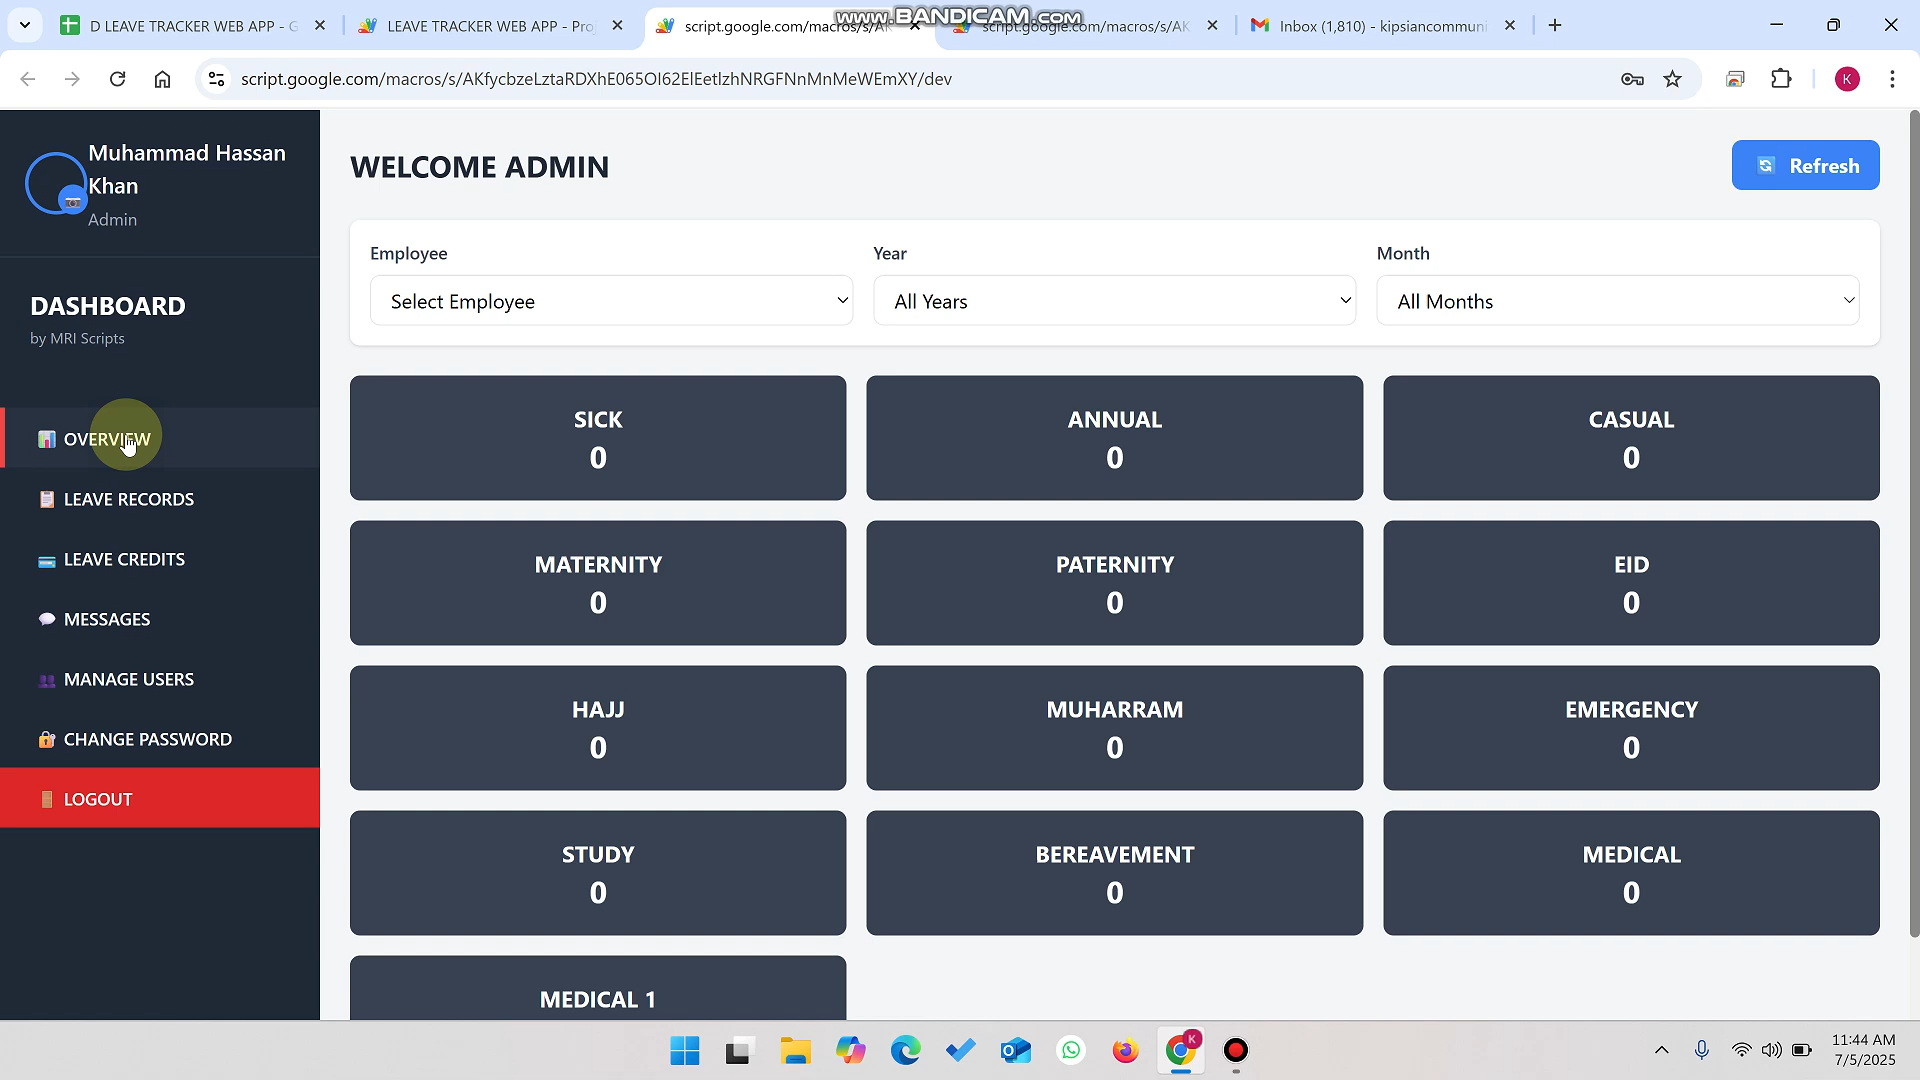 D LEAVE TRACKER WEB APP - G
LEAVE TRACKER WEB APP - Proj
script.google.com/macros/s/AK
script.google.com/macros/s/AK
Inbox (1,810) - kipsiancommuni
www.BANDICAM.COM
script.google.com/macros/s/AKfycbzeLztaRDXhE065OI62ElEetIzhNRGFNnMnMeWEmXY/dev
K
Muhammad Hassan
Khan
Admin
DASHBOARD
by MRI Scripts
OVERVIEW
LEAVE RECORDS
LEAVE CREDITS
MESSAGES
MANAGE USERS
CHANGE PASSWORD
LOGOUT
WELCOME ADMIN
Refresh
Employee
Year
Month
Select Employee
All Years
All Months
SICK
0
ANNUAL
0
CASUAL
0
MATERNITY
0
PATERNITY
0
EID
0
HAJJ
0
MUHARRAM
0
EMERGENCY
0
STUDY
0
BEREAVEMENT
0
MEDICAL
0
MEDICAL 1
K
11:44 AM
7/5/2025